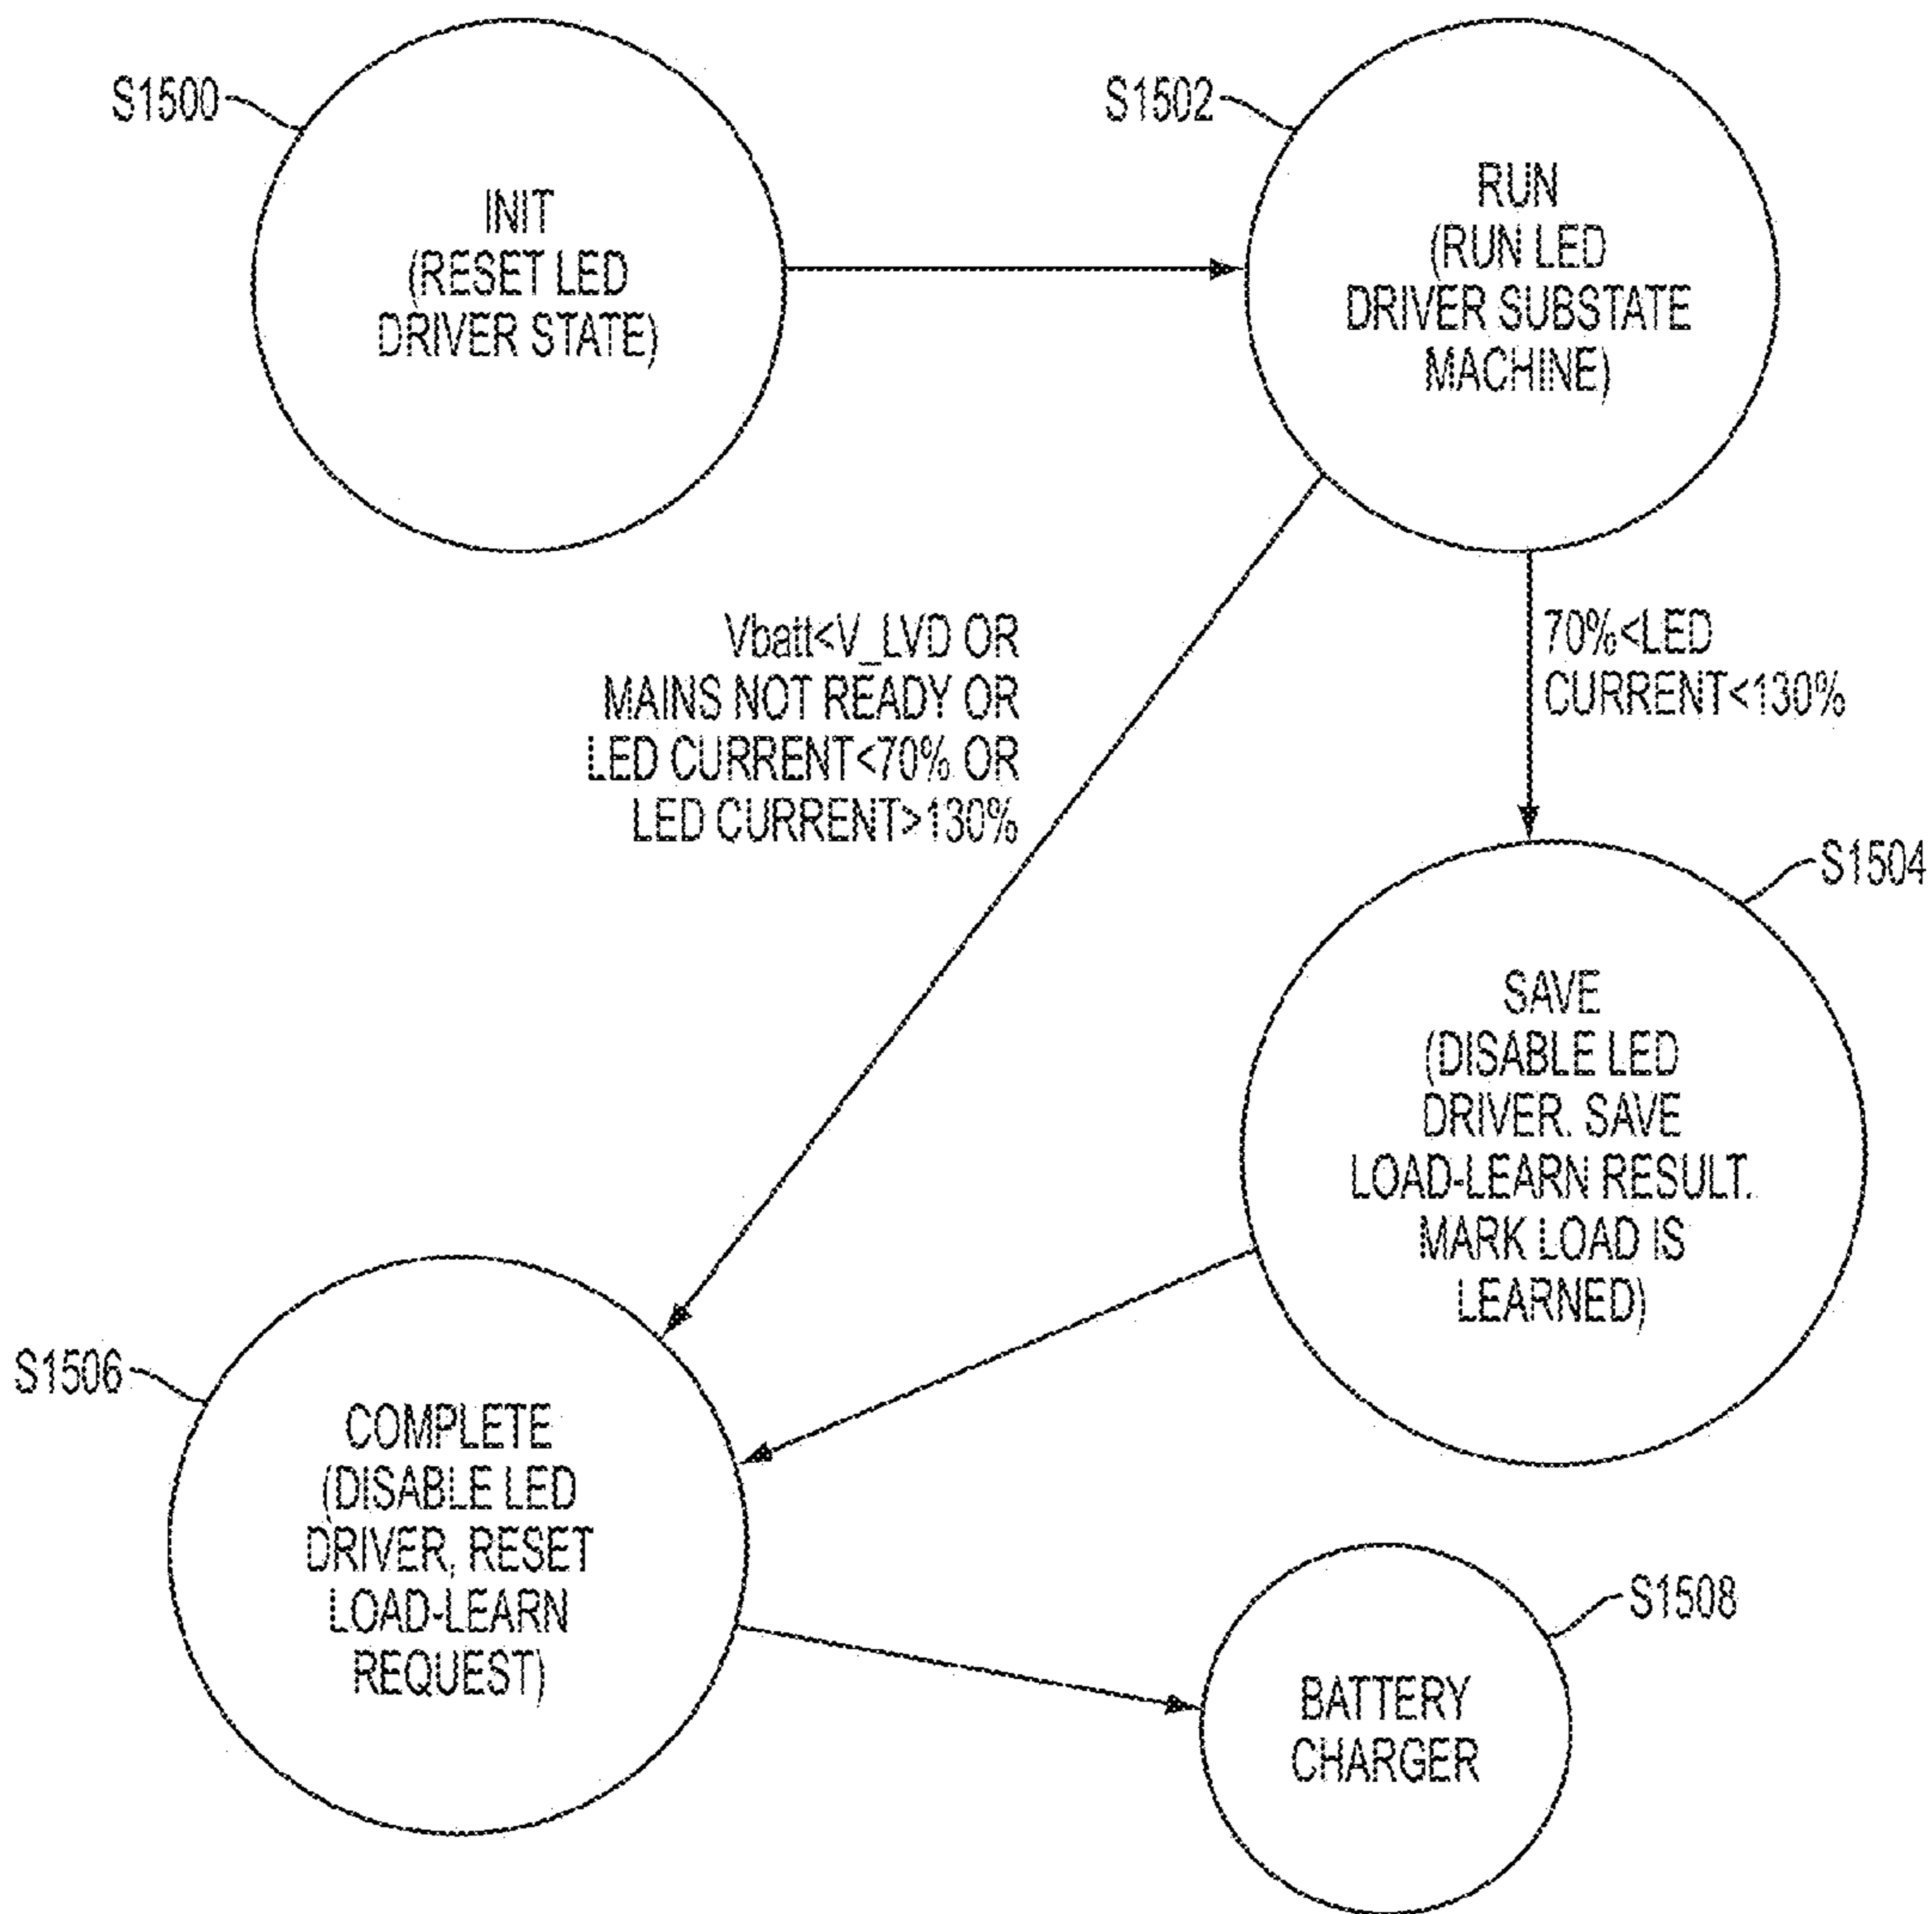 S1500
INIT
(RESET LED
DRIVER STATE)
S1502
RUN
(RUN LED
DRIVER SUBSTATE
MACHINE)
Vbatt<V_LVD OR
MAINS NOT READY OR
LED CURRENT<70% OR
LED CURRENT>130%
70%<LED
CURRENT<130%
S1504
SAVE
(DISABLE LED
DRIVER. SAVE
LOAD-LEARN RESULT.
MARK LOAD IS
LEARNED)
S1506
COMPLETE
(DISABLE LED
DRIVER, RESET
LOAD-LEARN
REQUEST)
S1508
BATTERY
CHARGER